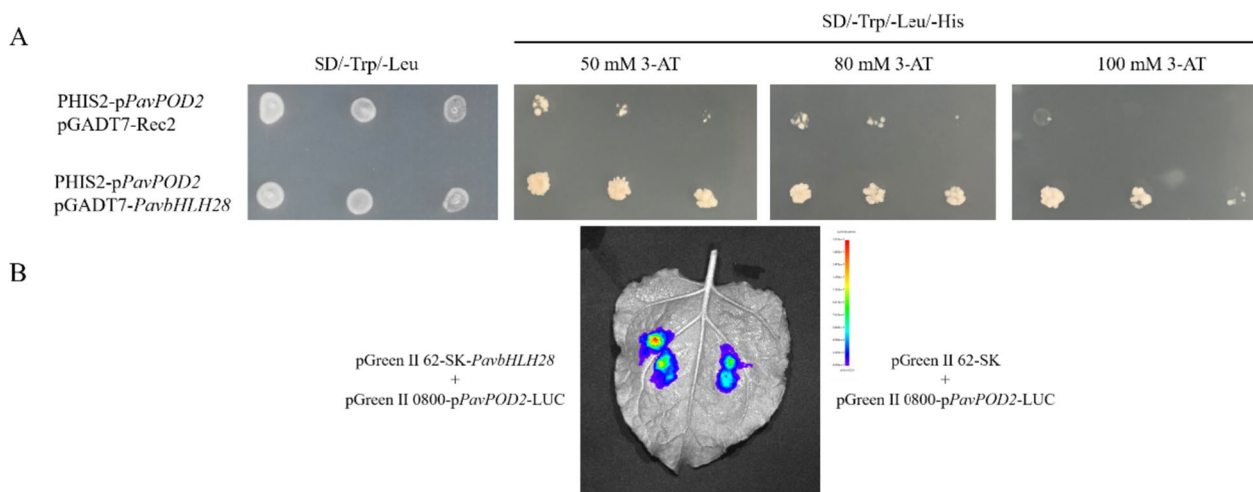 A
SD/-Trp/-Leu/-His
SD/-Trp/-Leu
50 mM 3-AT
80 mM 3-AT
100 mM 3-AT
PHIS2-pPavPOD2
pGADT7-Rec2
PHIS2-pPavPOD2
pGADT7-PavbHLH28
B
pGreen II 62-SK-PavbHLH28
+
pGreen II 0800-pPavPOD2-LUC
pGreen II 62-SK
+
pGreen II 0800-pPavPOD2-LUC